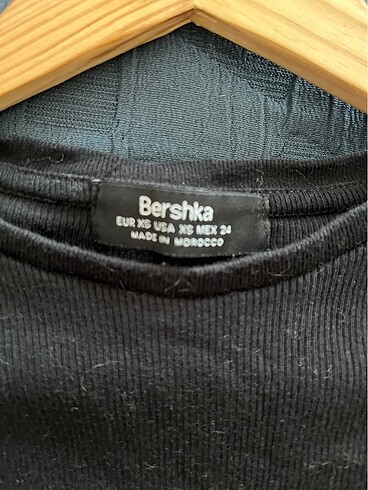 Bershka
EUR XS USA XS MEX 24
MADE IN MOROCCO